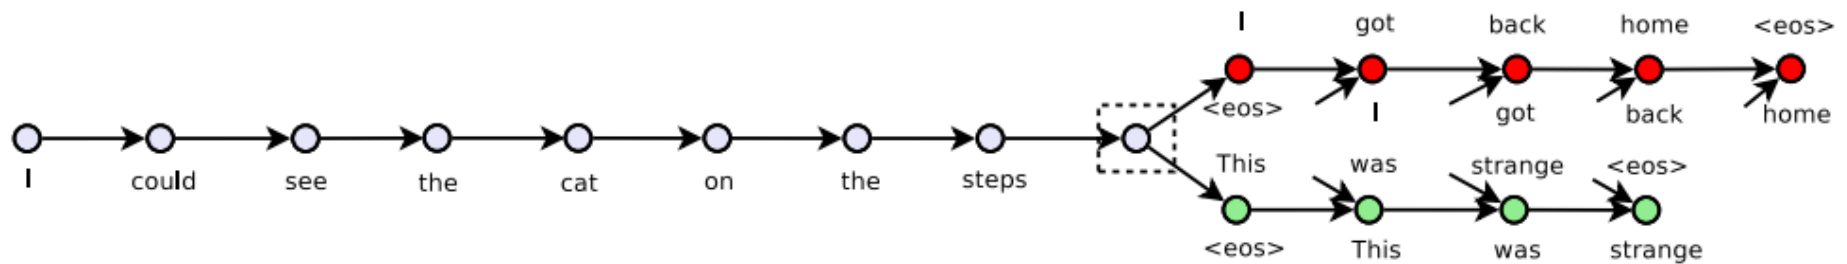 I got back home <eos>
<eos> I got back home
I could see the cat on the steps
This was strange <eos>
<eos> This was strange